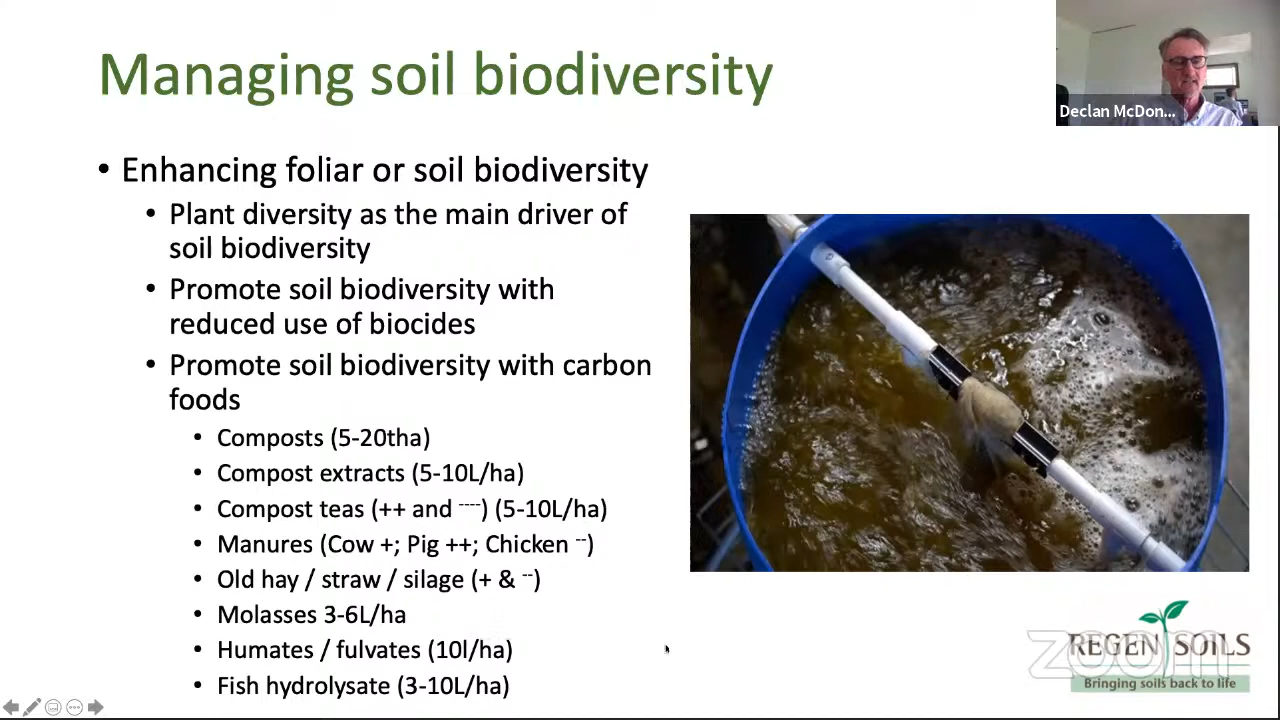 Managing soil biodiversity
Declan McDon...
• Enhancing foliar or soil biodiversity
• Plant diversity as the main driver of
soil biodiversity
• Promote soil biodiversity with
reduced use of biocides
• Promote soil biodiversity with carbon
foods
• Composts (5-20tha)
• Compost extracts (5-10L/ha)
• Compost teas (++ and ----) (5-10L/ha)
• Manures (Cow +; Pig ++; Chicken --)
• Old hay / straw / silage (+ & --)
• Molasses 3-6L/ha
• Humates / fulvates (10l/ha)
• Fish hydrolysate (3-10L/ha)
REGEN SOILS
zoom
Bringing soils back to life